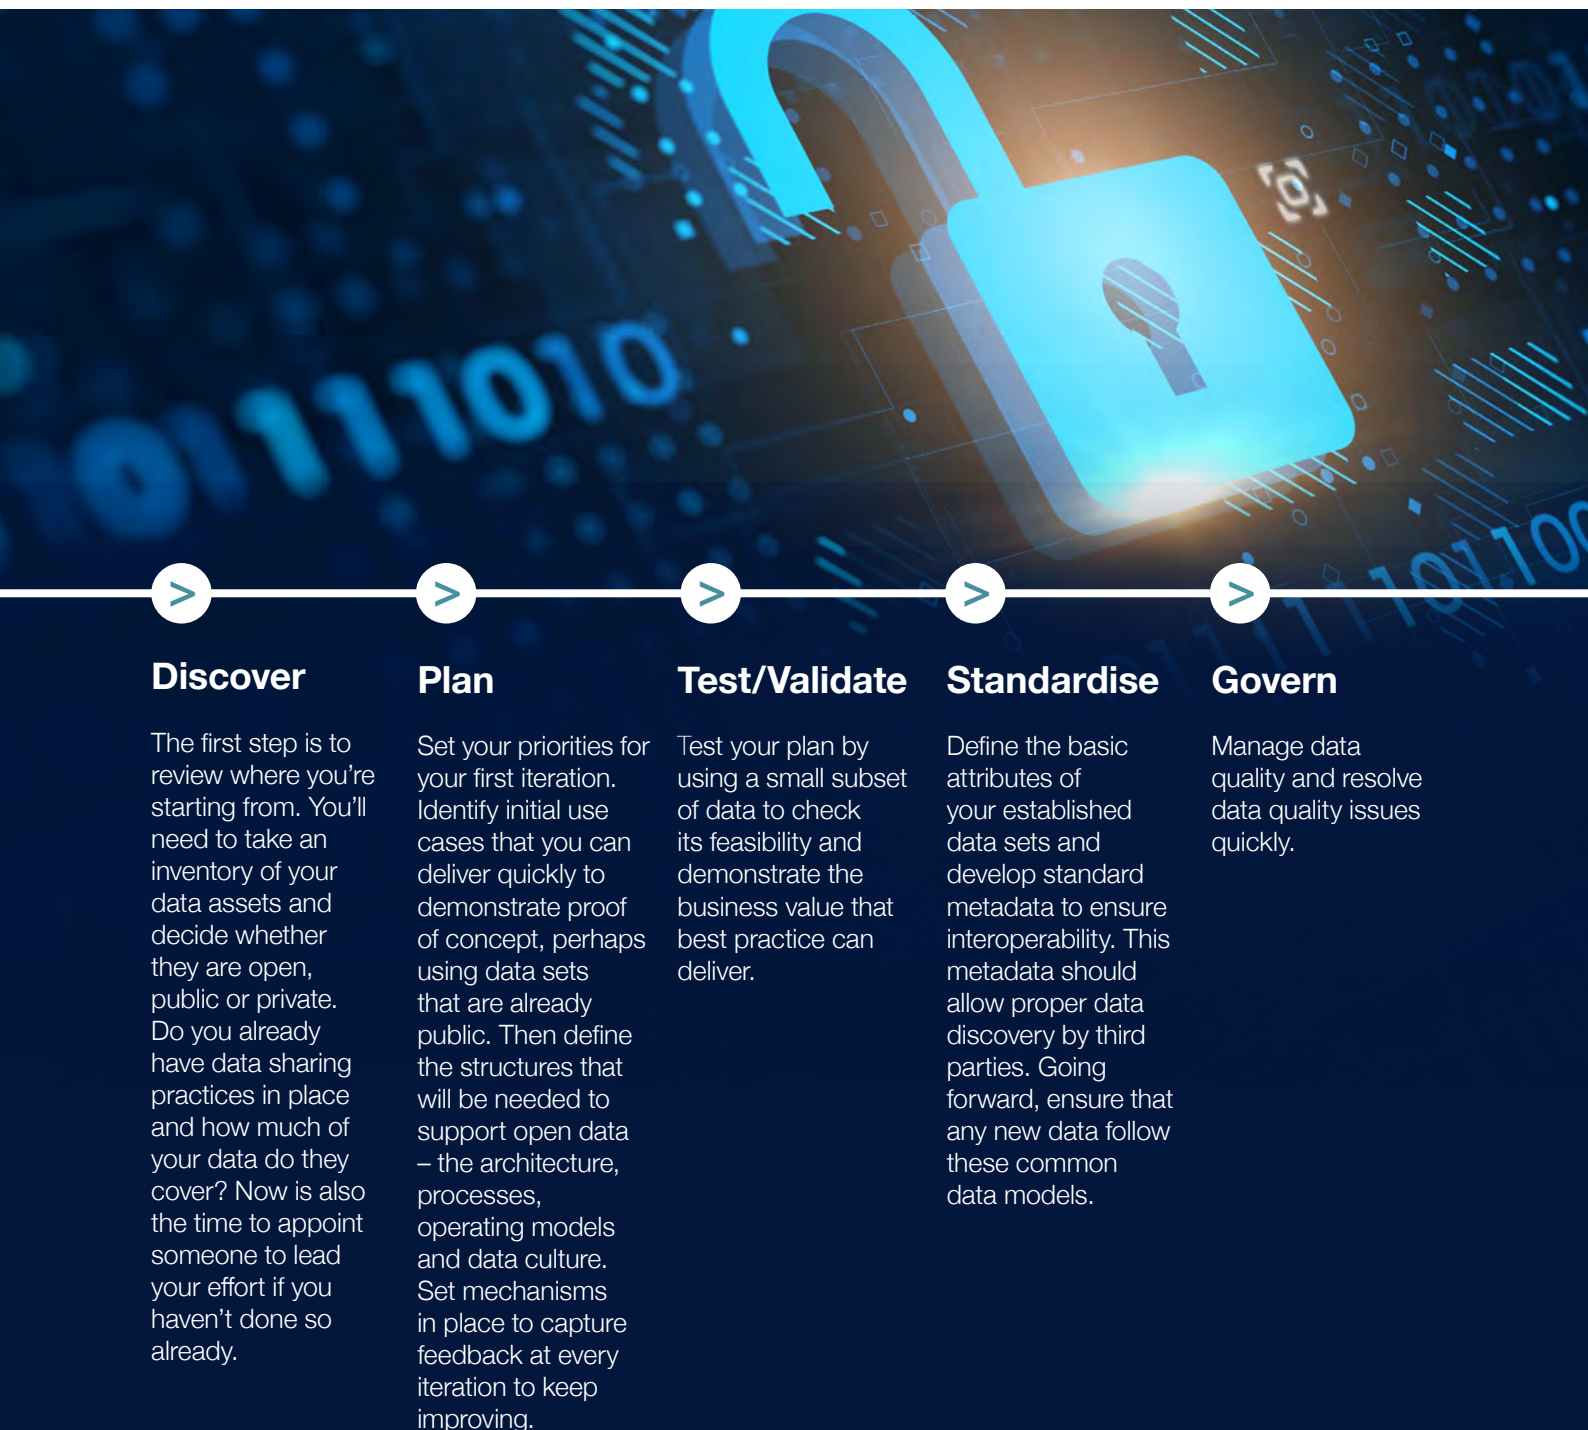 011101010
1011100
>
>
>
>
>
Discover
The first step is to
review where you’re
starting from. You’ll
need to take an
inventory of your
data assets and
decide whether
they are open,
public or private.
Do you already
have data sharing
practices in place
and how much of
your data do they
cover? Now is also
the time to appoint
someone to lead
your effort if you
haven’t done so
already.
Plan
Set your priorities for
your first iteration.
Identify initial use
cases that you can
deliver quickly to
demonstrate proof
of concept, perhaps
using data sets
that are already
public. Then define
the structures that
will be needed to
support open data
– the architecture,
processes,
operating models
and data culture.
Set mechanisms
in place to capture
feedback at every
iteration to keep
improving.
Test/Validate
Test your plan by
using a small subset
of data to check
its feasibility and
demonstrate the
business value that
best practice can
deliver.
Standardise
Define the basic
attributes of
your established
data sets and
develop standard
metadata to ensure
interoperability. This
metadata should
allow proper data
discovery by third
parties. Going
forward, ensure that
any new data follow
these common
data models.
Govern
Manage data
quality and resolve
data quality issues
quickly.